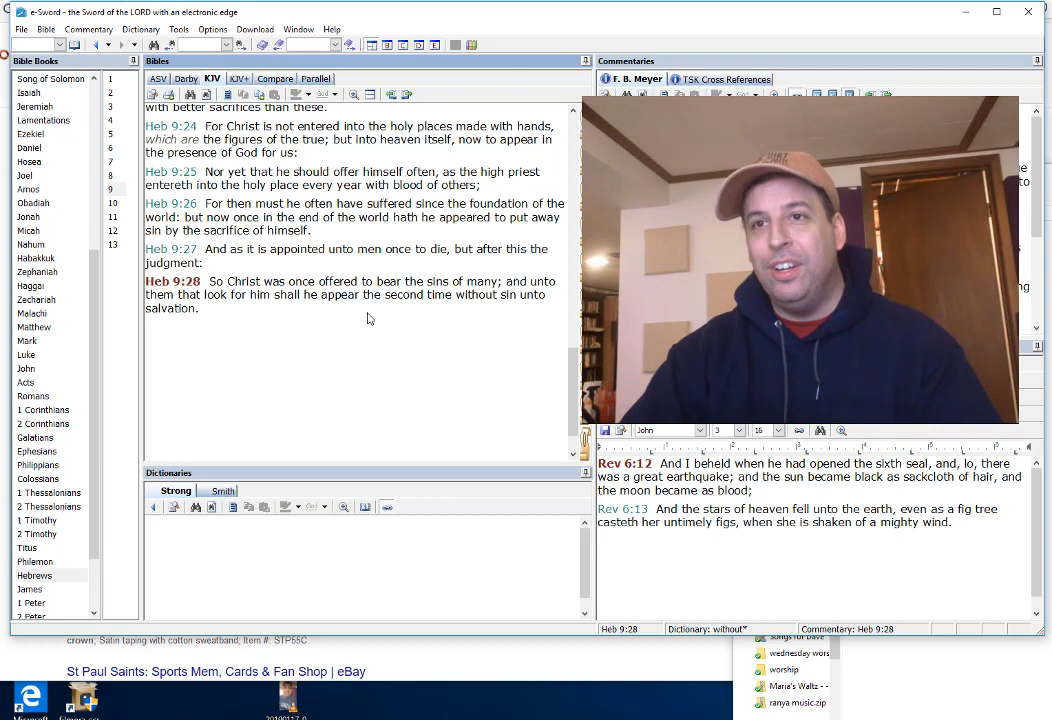 e-Sword - the Sword of the LORD with an electronic edge
File Bible Commentary Dictionary Tools Options Download Window Help
B C D E
Bible Books
Song of Solomon
Isaiah
Jeremiah
Lamentations
Ezekiel
Daniel
Hosea
Joel
Amos
Obadiah
Jonah
Micah
Nahum
Habakkuk
Zephaniah
Haggai
Zechariah
Malachi
Matthew
Mark
Luke
John
Acts
Romans
1 Corinthians
2 Corinthians
Galatians
Ephesians
Philippians
Colossians
1 Thessalonians
2 Thessalonians
1 Timothy
2 Timothy
Titus
Philemon
Hebrews
James
1 Peter
2 Peter
1
2
3
4
5
6
7
8
9
10
11
12
13
Bibles
ASV Darby KJV KJV+ Compare Parallel
with better sacrifices than these.
Heb 9:24 For Christ is not entered into the holy places made with hands,
which are the figures of the true; but into heaven itself, now to appear in
the presence of God for us:
Heb 9:25 Nor yet that he should offer himself often, as the high priest
entereth into the holy place every year with blood of others;
Heb 9:26 For then must he often have suffered since the foundation of the
world: but now once in the end of the world hath he appeared to put away
sin by the sacrifice of himself.
Heb 9:27 And as it is appointed unto men once to die, but after this the
judgment:
Heb 9:28 So Christ was once offered to bear the sins of many; and unto
them that look for him shall he appear the second time without sin unto
salvation.
Dictionaries
Strong Smith
Commentaries
F. B. Meyer TSK Cross References
John 3 16
1 2 3 4 5 6
Rev 6:12 And I beheld when he had opened the sixth seal, and, lo, there
was a great earthquake; and the sun became black as sackcloth of hair, and
the moon became as blood;
Rev 6:13 And the stars of heaven fell unto the earth, even as a fig tree
casteth her untimely figs, when she is shaken of a mighty wind.
Heb 9:28 Dictionary: without* Commentary: Heb 9:28
crown; Satin taping with cotton sweatband; Item #: STP55C.
St Paul Saints: Sports Mem, Cards & Fan Shop | eBay
Songs for Dave
wednesday wors
worship
Maria's Waltz - -
ranya music.zip
Microsoft
filmora-scr
20190117_0